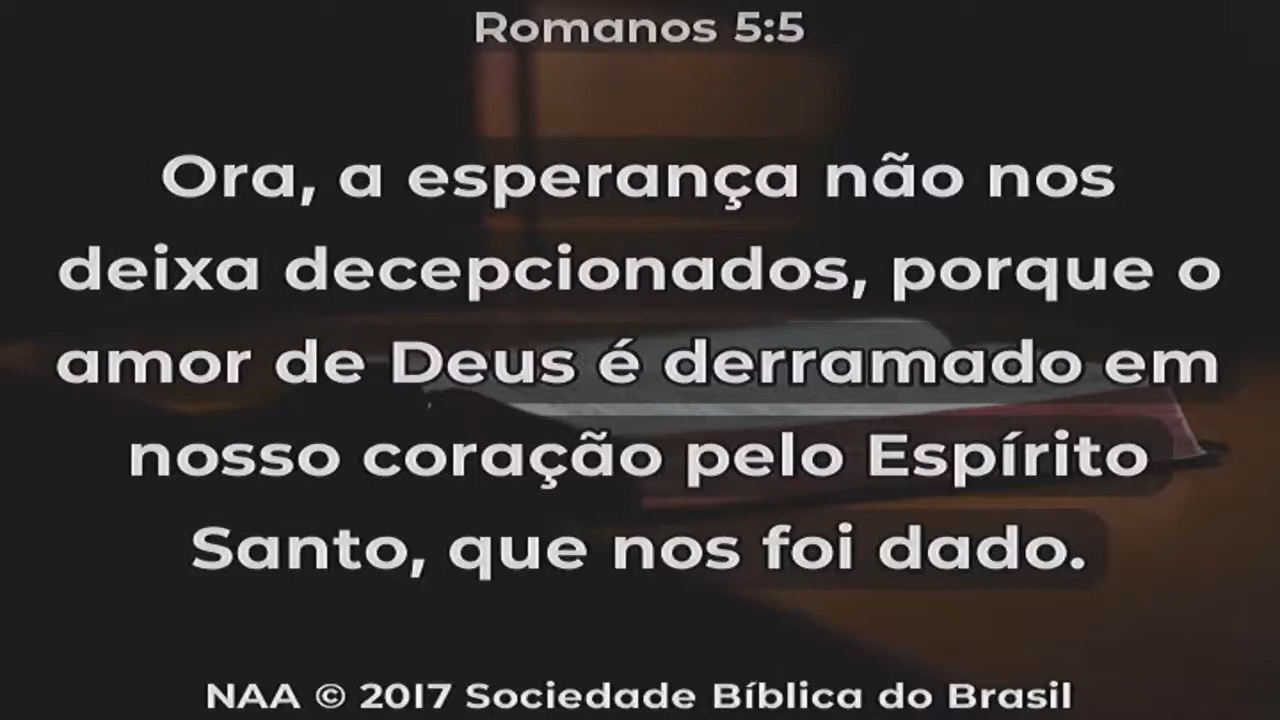 Romanos 5:5
Ora, a esperança não nos
deixa decepcionados, porque o
amor de Deus é derramado em
nosso coração pelo Espírito
Santo, que nos foi dado.
NAA © 2017 Sociedade Bíblica do Brasil